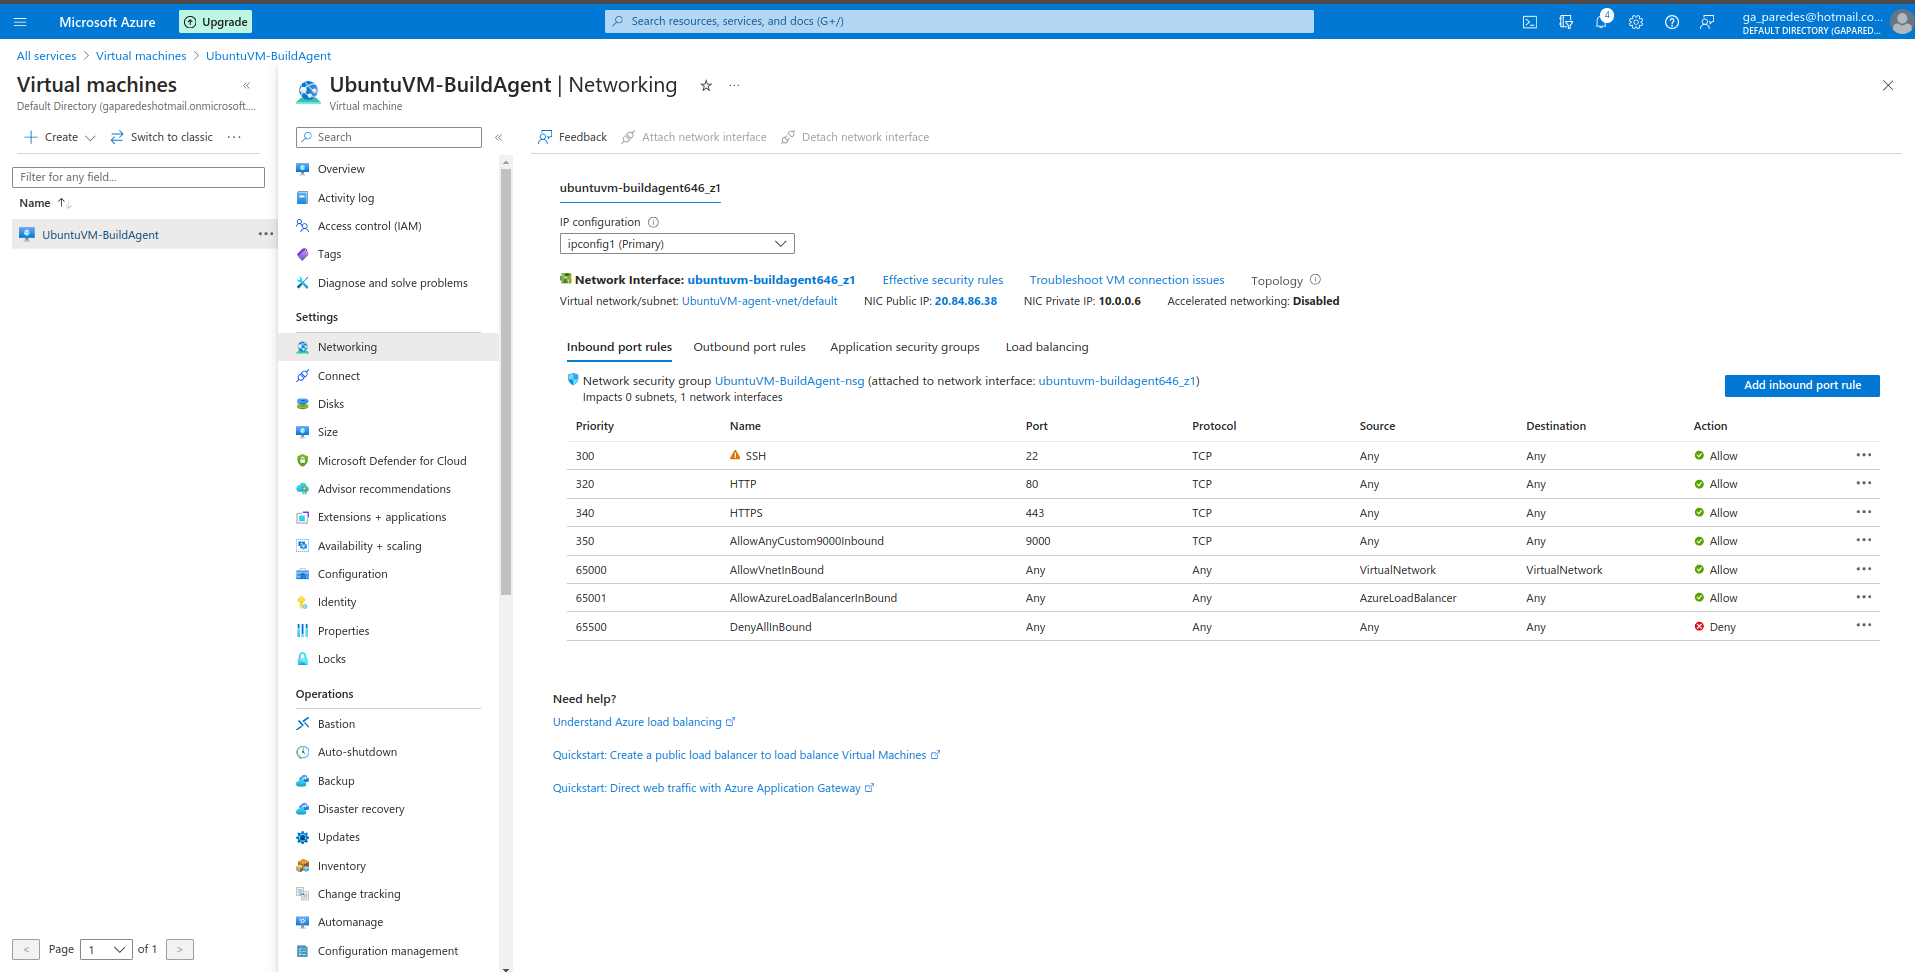 Microsoft Azure
Upgrade
Search resources, services, and docs (G+/)
4
ga_paredes@hotmail.co...
DEFAULT DIRECTORY (GAPARED...
All services > Virtual machines > UbuntuVM-BuildAgent
Virtual machines
Default Directory (gaparedeshotmail.onmicrosoft....
Create
Switch to classic
...
Filter for any field...
Name
UbuntuVM-BuildAgent
...
< Page 1 of 1 >
UbuntuVM-BuildAgent | Networking
...
Virtual machine
Search
Overview
Activity log
Access control (IAM)
Tags
Diagnose and solve problems
Settings
Networking
Connect
Disks
Size
Microsoft Defender for Cloud
Advisor recommendations
Extensions + applications
Availability + scaling
Configuration
Identity
Properties
Locks
Operations
Bastion
Auto-shutdown
Backup
Disaster recovery
Updates
Inventory
Change tracking
Automanage
Configuration management
Feedback
Attach network interface
Detach network interface
ubuntuvm-buildagent646_z1
IP configuration
ipconfig1 (Primary)
Network Interface: ubuntuvm-buildagent646_z1 Effective security rules Troubleshoot VM connection issues Topology
Virtual network/subnet: UbuntuVM-agent-vnet/default NIC Public IP: 20.84.86.38 NIC Private IP: 10.0.0.6 Accelerated networking: Disabled
Inbound port rules Outbound port rules Application security groups Load balancing
Network security group UbuntuVM-BuildAgent-nsg (attached to network interface: ubuntuvm-buildagent646_z1)
Impacts 0 subnets, 1 network interfaces
Add inbound port rule
Priority Name Port Protocol Source Destination Action
300 SSH 22 TCP Any Any Allow ...
320 HTTP 80 TCP Any Any Allow ...
340 HTTPS 443 TCP Any Any Allow ...
350 AllowAnyCustom9000Inbound 9000 TCP Any Any Allow ...
65000 AllowVnetInBound Any Any VirtualNetwork VirtualNetwork Allow ...
65001 AllowAzureLoadBalancerInBound Any Any AzureLoadBalancer Any Allow ...
65500 DenyAllInBound Any Any Any Any Deny ...
Need help?
Understand Azure load balancing
Quickstart: Create a public load balancer to load balance Virtual Machines
Quickstart: Direct web traffic with Azure Application Gateway